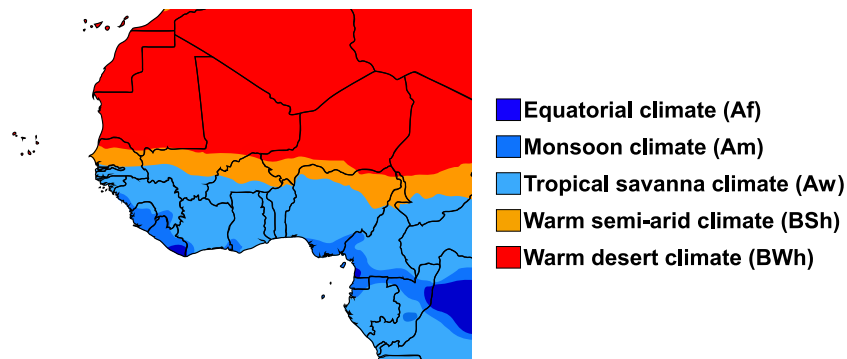 Equatorial climate (Af)
Monsoon climate (Am)
Tropical savanna climate (Aw)
Warm semi-arid climate (BSh)
Warm desert climate (BWh)